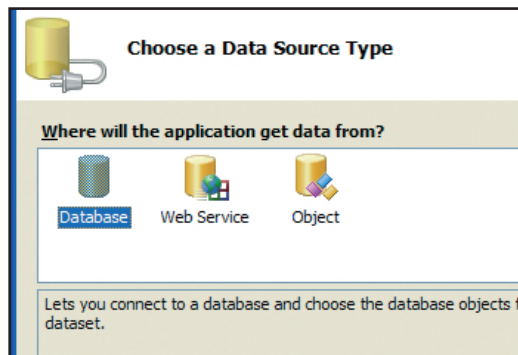 Choose a Data Source Type
Where will the application get data from?
Database Web Service Object
Lets you connect to a database and choose the database objects
dataset.